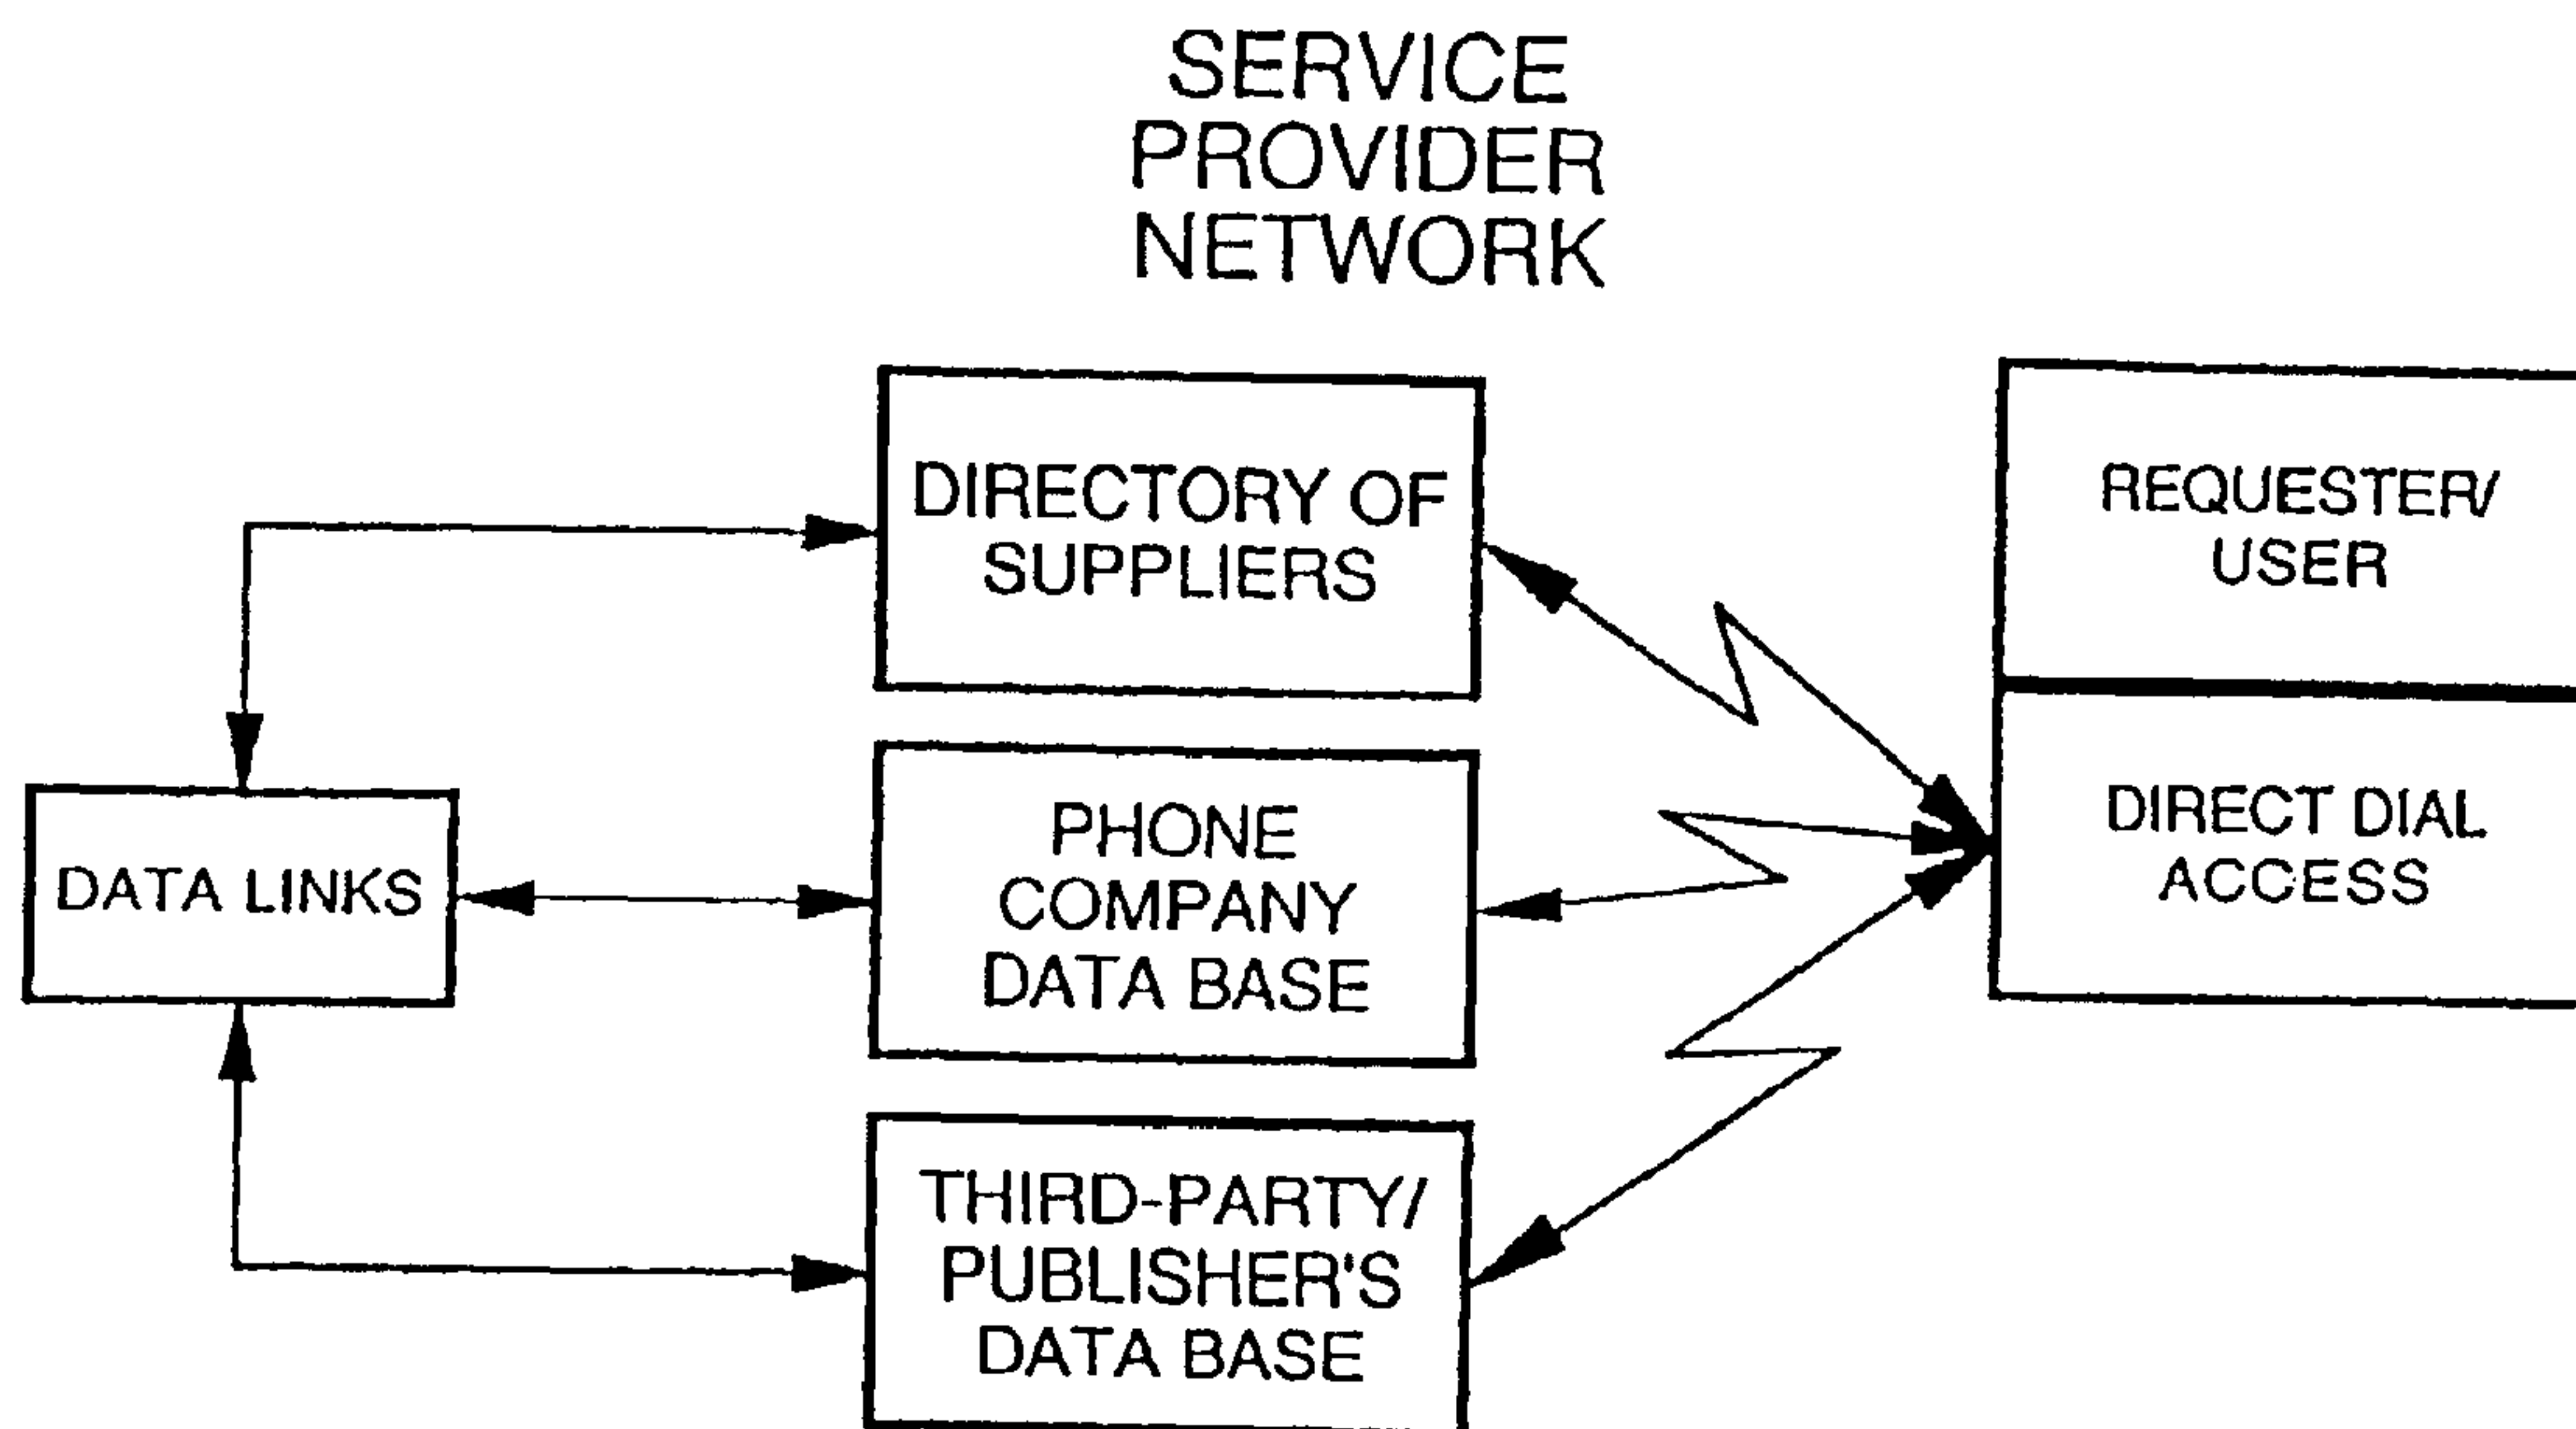 SERVICE
PROVIDER
NETWORK
DIRECTORY OF
SUPPLIERS
REQUESTER/
USER
DATA LINKS
PHONE
COMPANY
DATA BASE
DIRECT DIAL
ACCESS
THIRD-PARTY/
PUBLISHER'S
DATA BASE